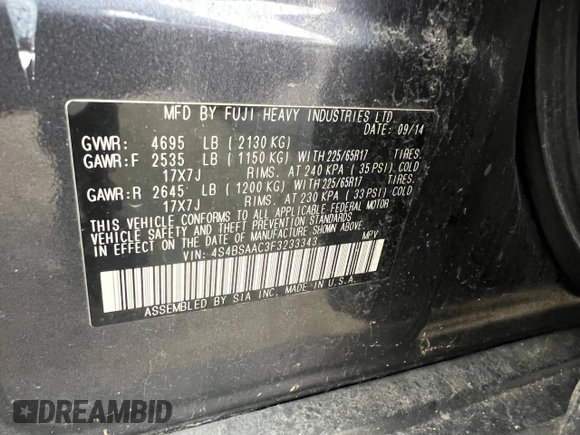 MFD BY FUJI HEAVY INDUSTRIES LTD.
DATE: 09/14
GVWR: 4695 LB (2130 KG)
GAWR:F 2535 LB (1150 KG) WITH 225/65R17 TIRES.
17X7J RIMS. AT 240 KPA (35 PSI) COLD
GAWR:R 2645 LB (1200 KG) WITH 225/65R17 TIRES.
17X7J RIMS. AT 230 KPA (33 PSI) COLD
THIS VEHICLE CONFORMS TO ALL APPLICABLE FEDERAL MOTOR
VEHICLE SAFETY AND THEFT PREVENTION STANDARDS
IN EFFECT ON THE DATE OF MANUFACTURE SHOWN ABOVE.
VIN: 4S4BSAAC3F3233343 MPV
ASSEMBLED BY SIA INC. MADE IN U.S.A.
DREAMBID